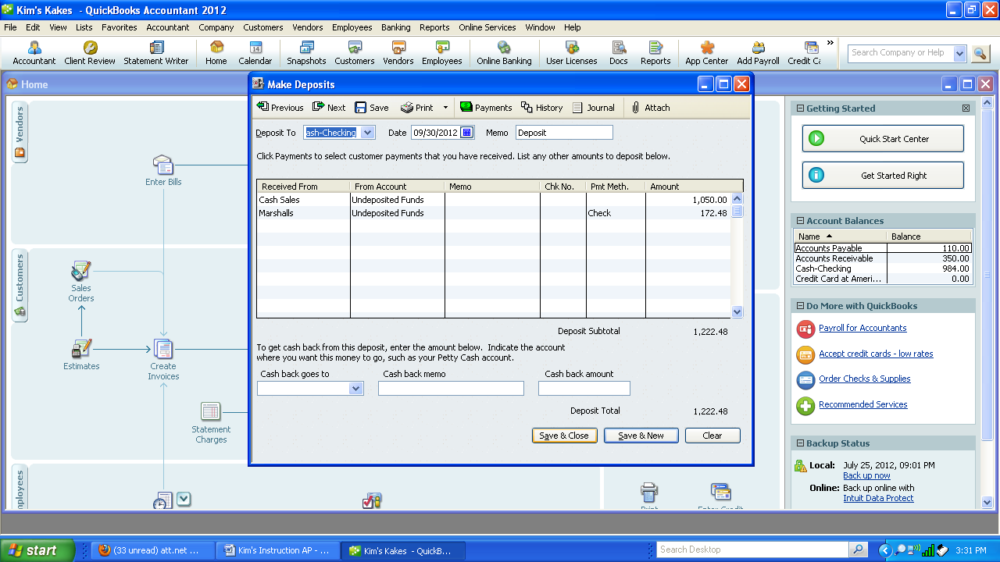 Kim's Kakes - QuickBooks Accountant 2012
File Edit View Lists Favorites Accountant Company Customers Vendors Employees Banking Reports Online Services Window Help
Accountant Client Review Statement Writer Home Calendar Snapshots Customers Vendors Employees Online Banking User Licenses Docs Reports App Center Add Payroll Credit Ca
Search Company or Help
Home
Make Deposits
Previous Next Save Print Payments History Journal Attach
Deposit To ash-Checking Date 09/30/2012 Memo Deposit
Click Payments to select customer payments that you have received. List any other amounts to deposit below.
Received From From Account Memo Chk No. Pmt Meth. Amount
Cash Sales Undeposited Funds 1,050.00
Marshalls Undeposited Funds Check 172.48
Deposit Subtotal 1,222.48
To get cash back from this deposit, enter the amount below. Indicate the account
where you want this money to go, such as your Petty Cash account.
Cash back goes to Cash back memo Cash back amount
Deposit Total 1,222.48
Save & Close Save & New Clear
Vendors
Enter Bills
Customers
Sales
Orders
Estimates
Create
Invoices
Statement
Charges
mployees
Print
Enter Credit
Getting Started
Quick Start Center
Get Started Right
Account Balances
Name Balance
Accounts Payable 110.00
Accounts Receivable 350.00
Cash-Checking 984.00
Credit Card at Ameri... 0.00
Do More with QuickBooks
Payroll for Accountants
Accept credit cards - low rates
Order Checks & Supplies
Recommended Services
Backup Status
Local: July 25, 2012, 09:01 PM
Back up now
Online: Back up online with
Intuit Data Protect
start (33 unread) att.net ... Kim's Instruction AP - ... Kim's Kakes - QuickB... Search Desktop 3:31 PM